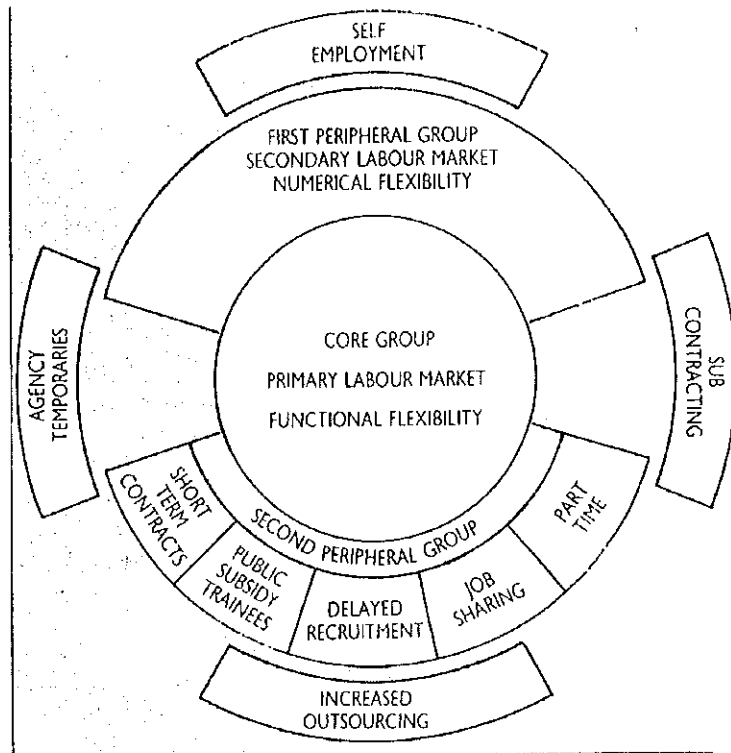 SELF
EMPLOYMENT
FIRST PERIPHERAL GROUP
SECONDARY LABOUR MARKET
NUMERICAL FLEXIBILITY
AGENCY
TEMPORARIES
CORE GROUP
PRIMARY LABOUR MARKET
FUNCTIONAL FLEXIBILITY
SUB
CONTRACTING
SECOND PERIPHERAL GROUP
SHORT
TERM
CONTRACTS
PUBLIC
SUBSIDY
TRAINEES
DELAYED
RECRUITMENT
JOB
SHARING
PART
TIME
INCREASED
OUTSOURCING